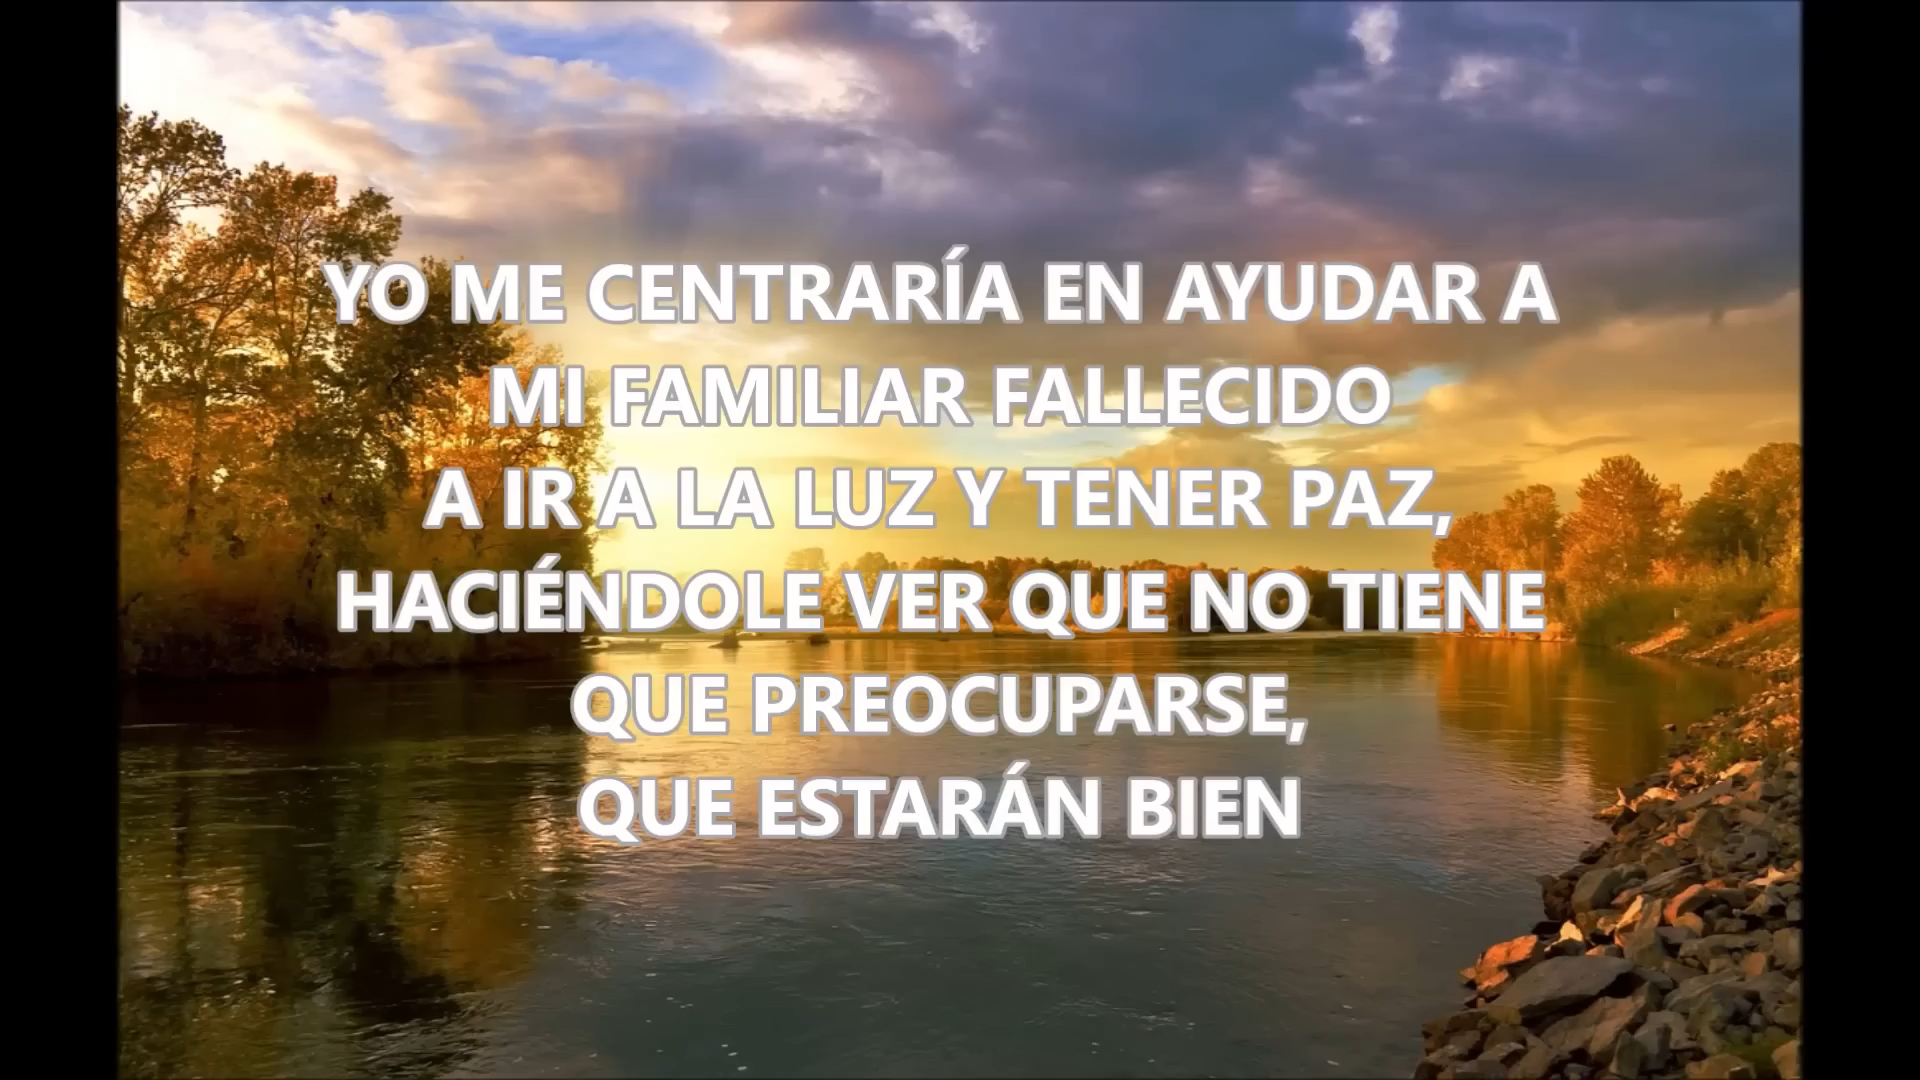 YO ME CENTRARÍA EN AYUDAR A
MI FAMILIAR FALLECIDO
A IR A LA LUZ Y TENER PAZ,
HACIÉNDOLE VER QUE NO TIENE
QUE PREOCUPARSE,
QUE ESTARÁN BIEN